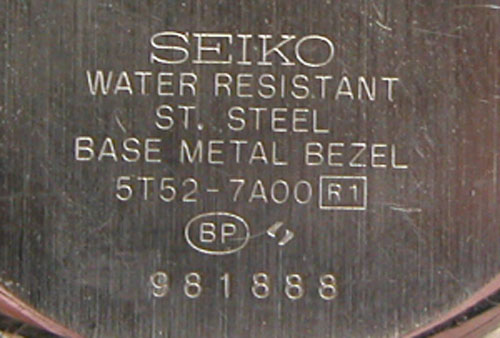 SEIKO
WATER RESISTANT
ST. STEEL
BASE METAL BEZEL
5T52-7A00 R1
BP
981888